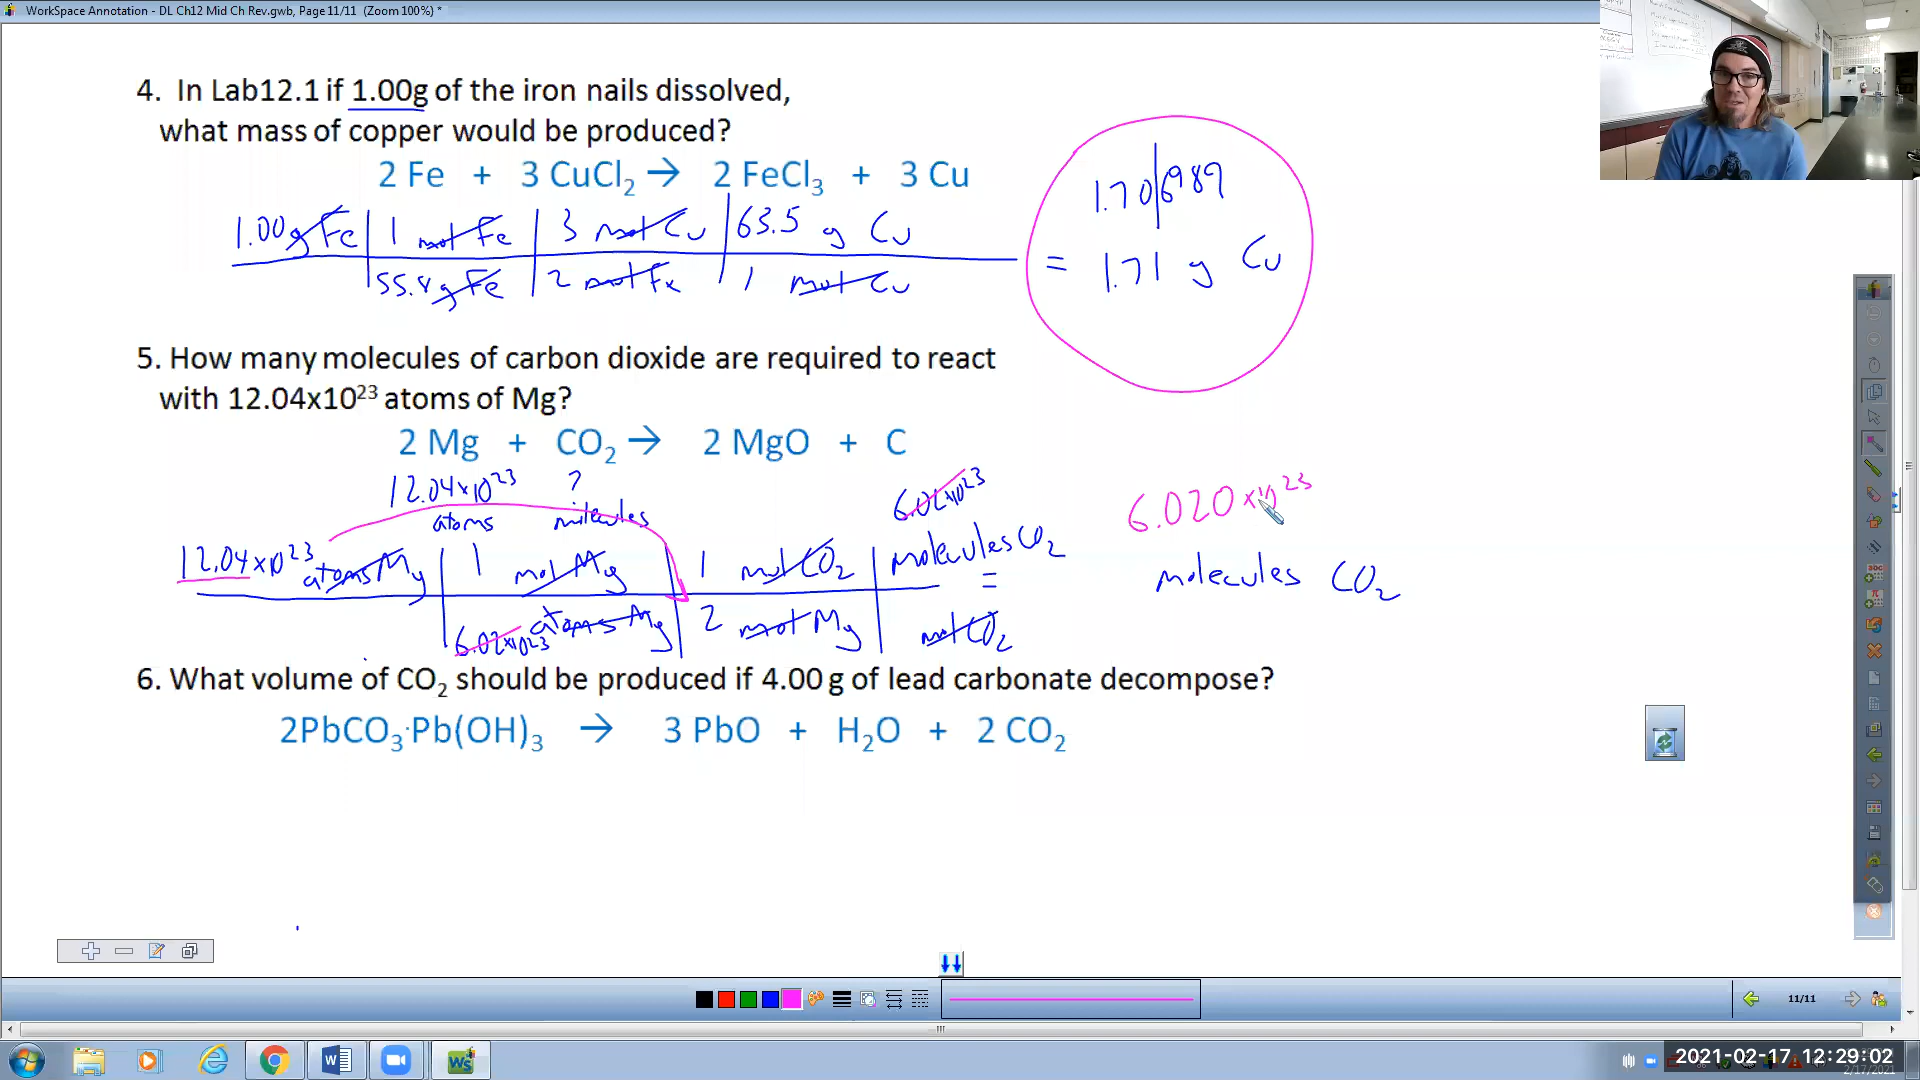 WorkSpace Annotation - DL Ch12 Mid Ch Rev.gwb, Page 11/11 (Zoom 100%) *
4. In Lab12.1 if 1.00g of the iron nails dissolved,
what mass of copper would be produced?
2 Fe + 3 CuCl2 → 2 FeCl3 + 3 Cu
1.00g Fe | 1 mol Fe | 3 mol Cu | 63.5 g Cu
55.8g Fe | 2 mol Fe | 1 mol Cu
1.70|6989
= 1.71 g Cu
5. How many molecules of carbon dioxide are required to react
with 12.04x10²³ atoms of Mg?
2 Mg + CO2 → 2 MgO + C
12.04x10²³ ?
atoms molecules
6.02x10²³
12.04x10²³ atoms Mg | 1 mol Mg | 1 mol CO2 | molecules CO2 =
6.02x10²³ atoms Mg | 2 mol Mg | mol CO2
6.020x10²³
molecules CO2
6. What volume of CO2 should be produced if 4.00 g of lead carbonate decompose?
2PbCO3·Pb(OH)3 → 3 PbO + H2O + 2 CO2
11/11
2021-02-17 12:29:02